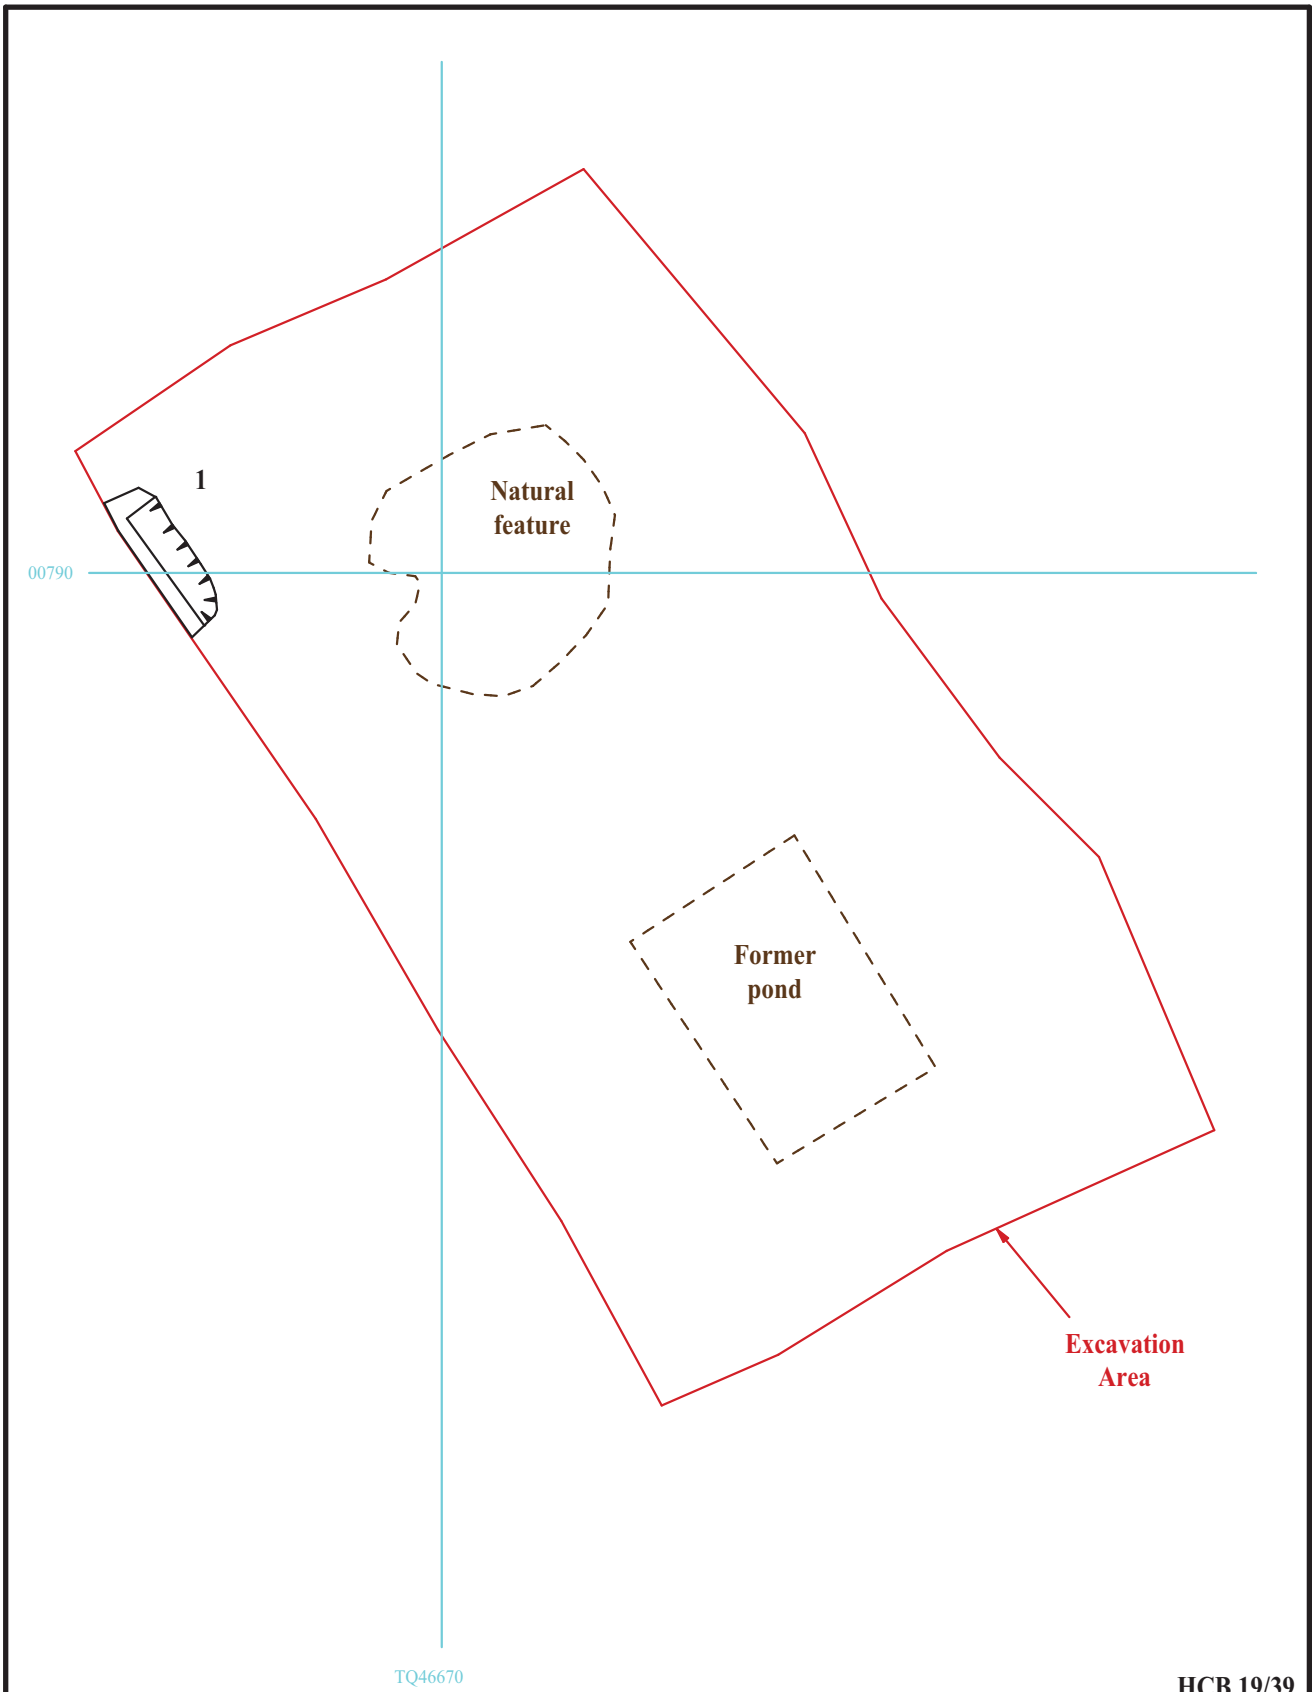 1
Natural
feature
00790
Former
pond
Excavation
Area
TQ46670
HCB 19/39